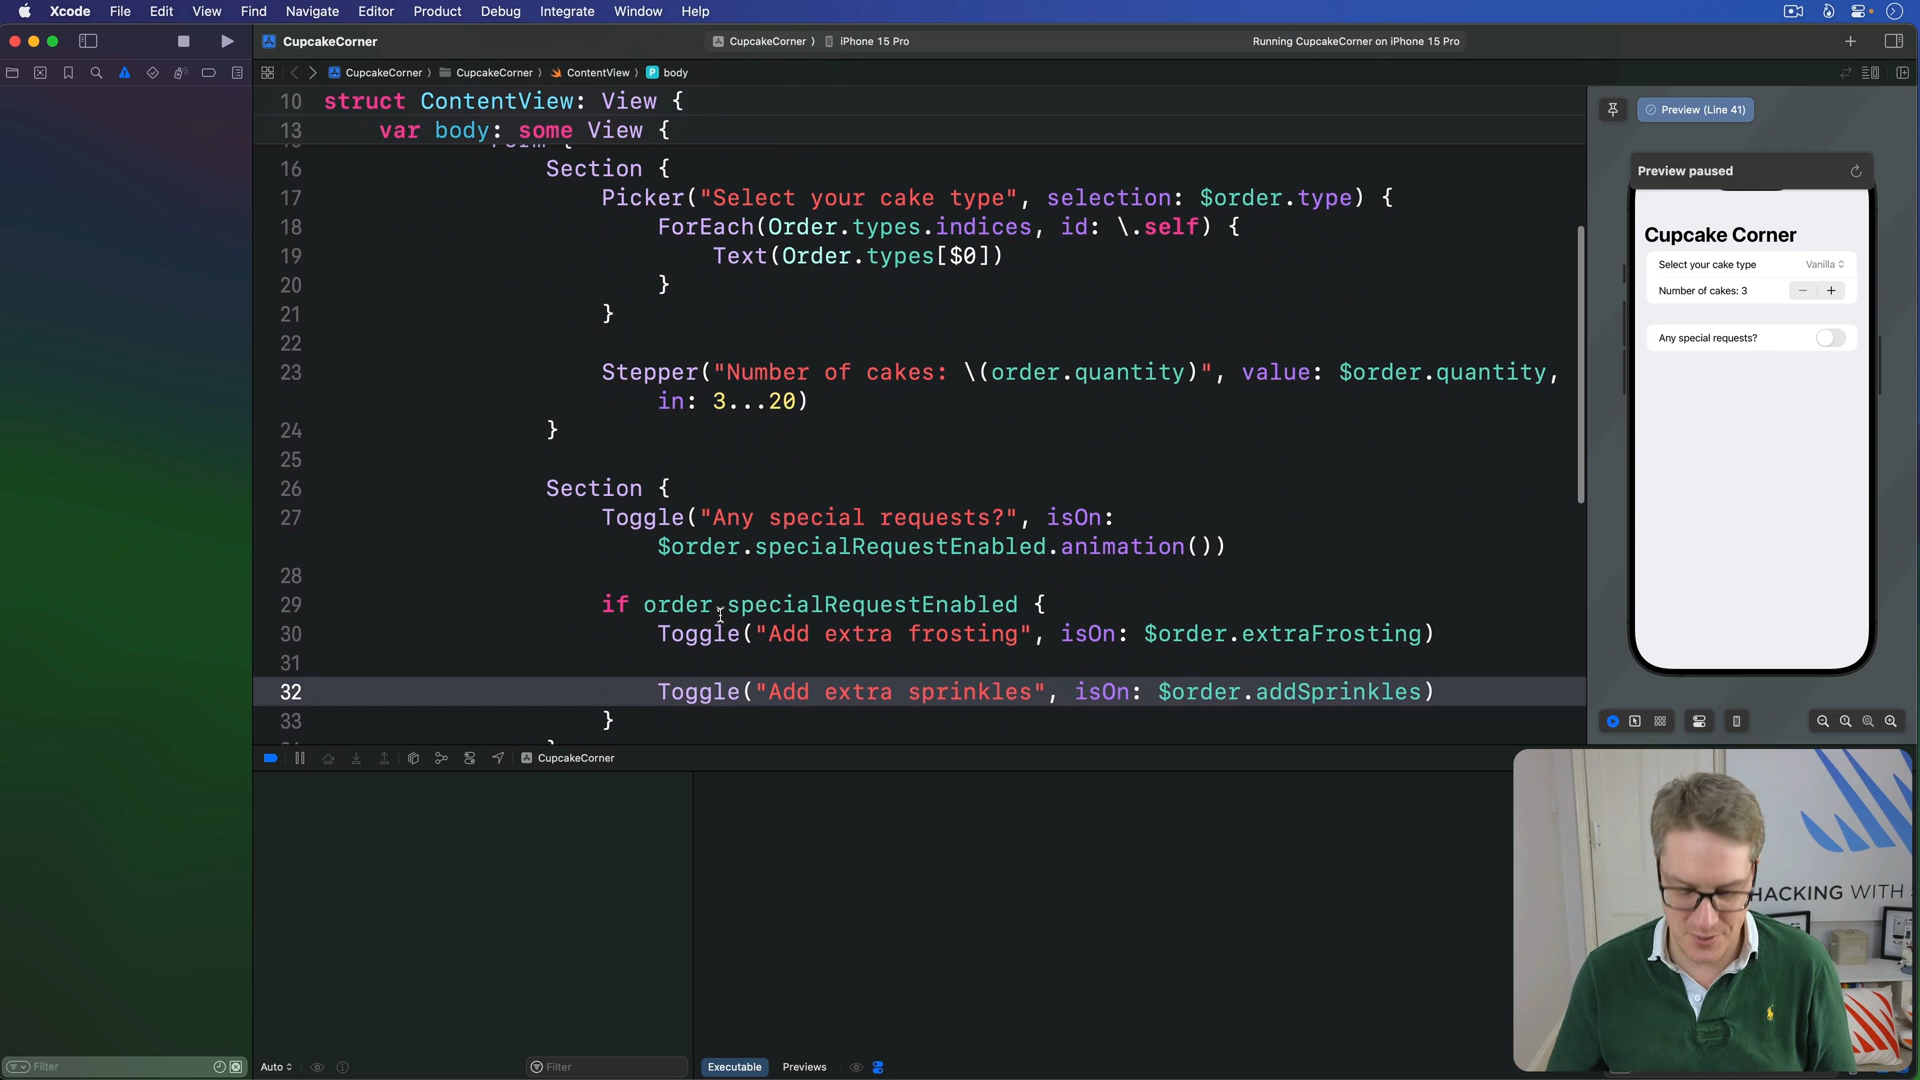 Xcode File Edit View Find Navigate Editor Product Debug Integrate Window Help
CupcakeCorner
CupcakeCorner ⟩ iPhone 15 Pro
Running CupcakeCorner on iPhone 15 Pro
CupcakeCorner ⟩ CupcakeCorner ⟩ ContentView ⟩ P body
10 struct ContentView: View {
13 var body: some View {
16 Section {
17 Picker("Select your cake type", selection: $order.type) {
18 ForEach(Order.types.indices, id: \.self) {
19 Text(Order.types[$0])
20 }
21 }
22
23 Stepper("Number of cakes: \(order.quantity)", value: $order.quantity,
in: 3...20)
24 }
25
26 Section {
27 Toggle("Any special requests?", isOn:
$order.specialRequestEnabled.animation())
28
29 if order.specialRequestEnabled {
30 Toggle("Add extra frosting", isOn: $order.extraFrosting)
31
32 Toggle("Add extra sprinkles", isOn: $order.addSprinkles)
33 }
Preview (Line 41)
Preview paused
Cupcake Corner
Select your cake type Vanilla
Number of cakes: 3 − +
Any special requests?
CupcakeCorner
HACKING WITH
Filter
Auto
Filter
Executable Previews